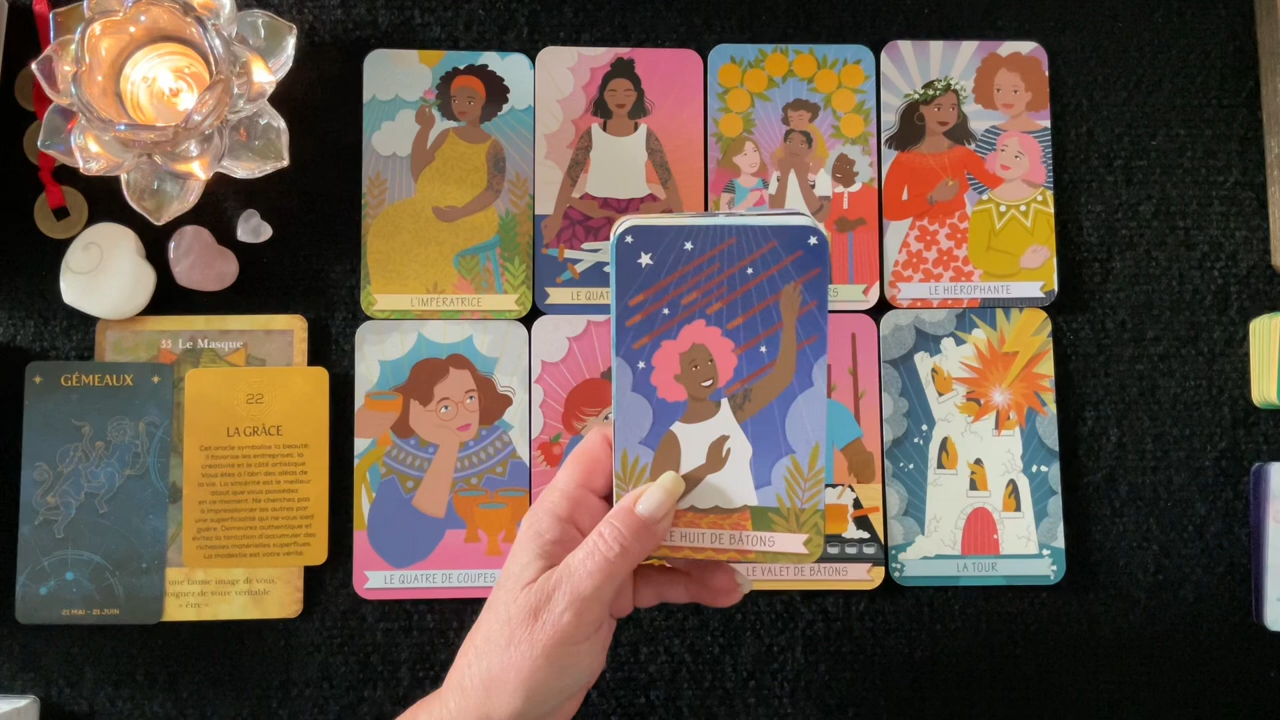 L'IMPÉRATRICE
LE QUAT
RS
LE HIÉROPHANTE
33 Le Masque
GÉMEAUX
22
LA GRÂCE
Cet oracle symbolise la beauté.
Il favorise les entreprises, la
créativité et le côté artistique.
Vous êtes à l'abri des aléas de
la vie. La sincérité est le meilleur
atout que vous possédez
en ce moment. Ne cherchez pas
à impressionner les autres par
une superficialité qui ne vous sied
guère. Demeurez authentique et
évitez la tentation d'accumuler des
richesses matérielles superflues.
La modestie est votre vérité.
une fausse image de vous,
oigner de votre véritable
« être »
21 MAI - 21 JUIN
LE HUIT DE BÂTONS
LE QUATRE DE COUPES
LE VALET DE BÂTONS
LA TOUR